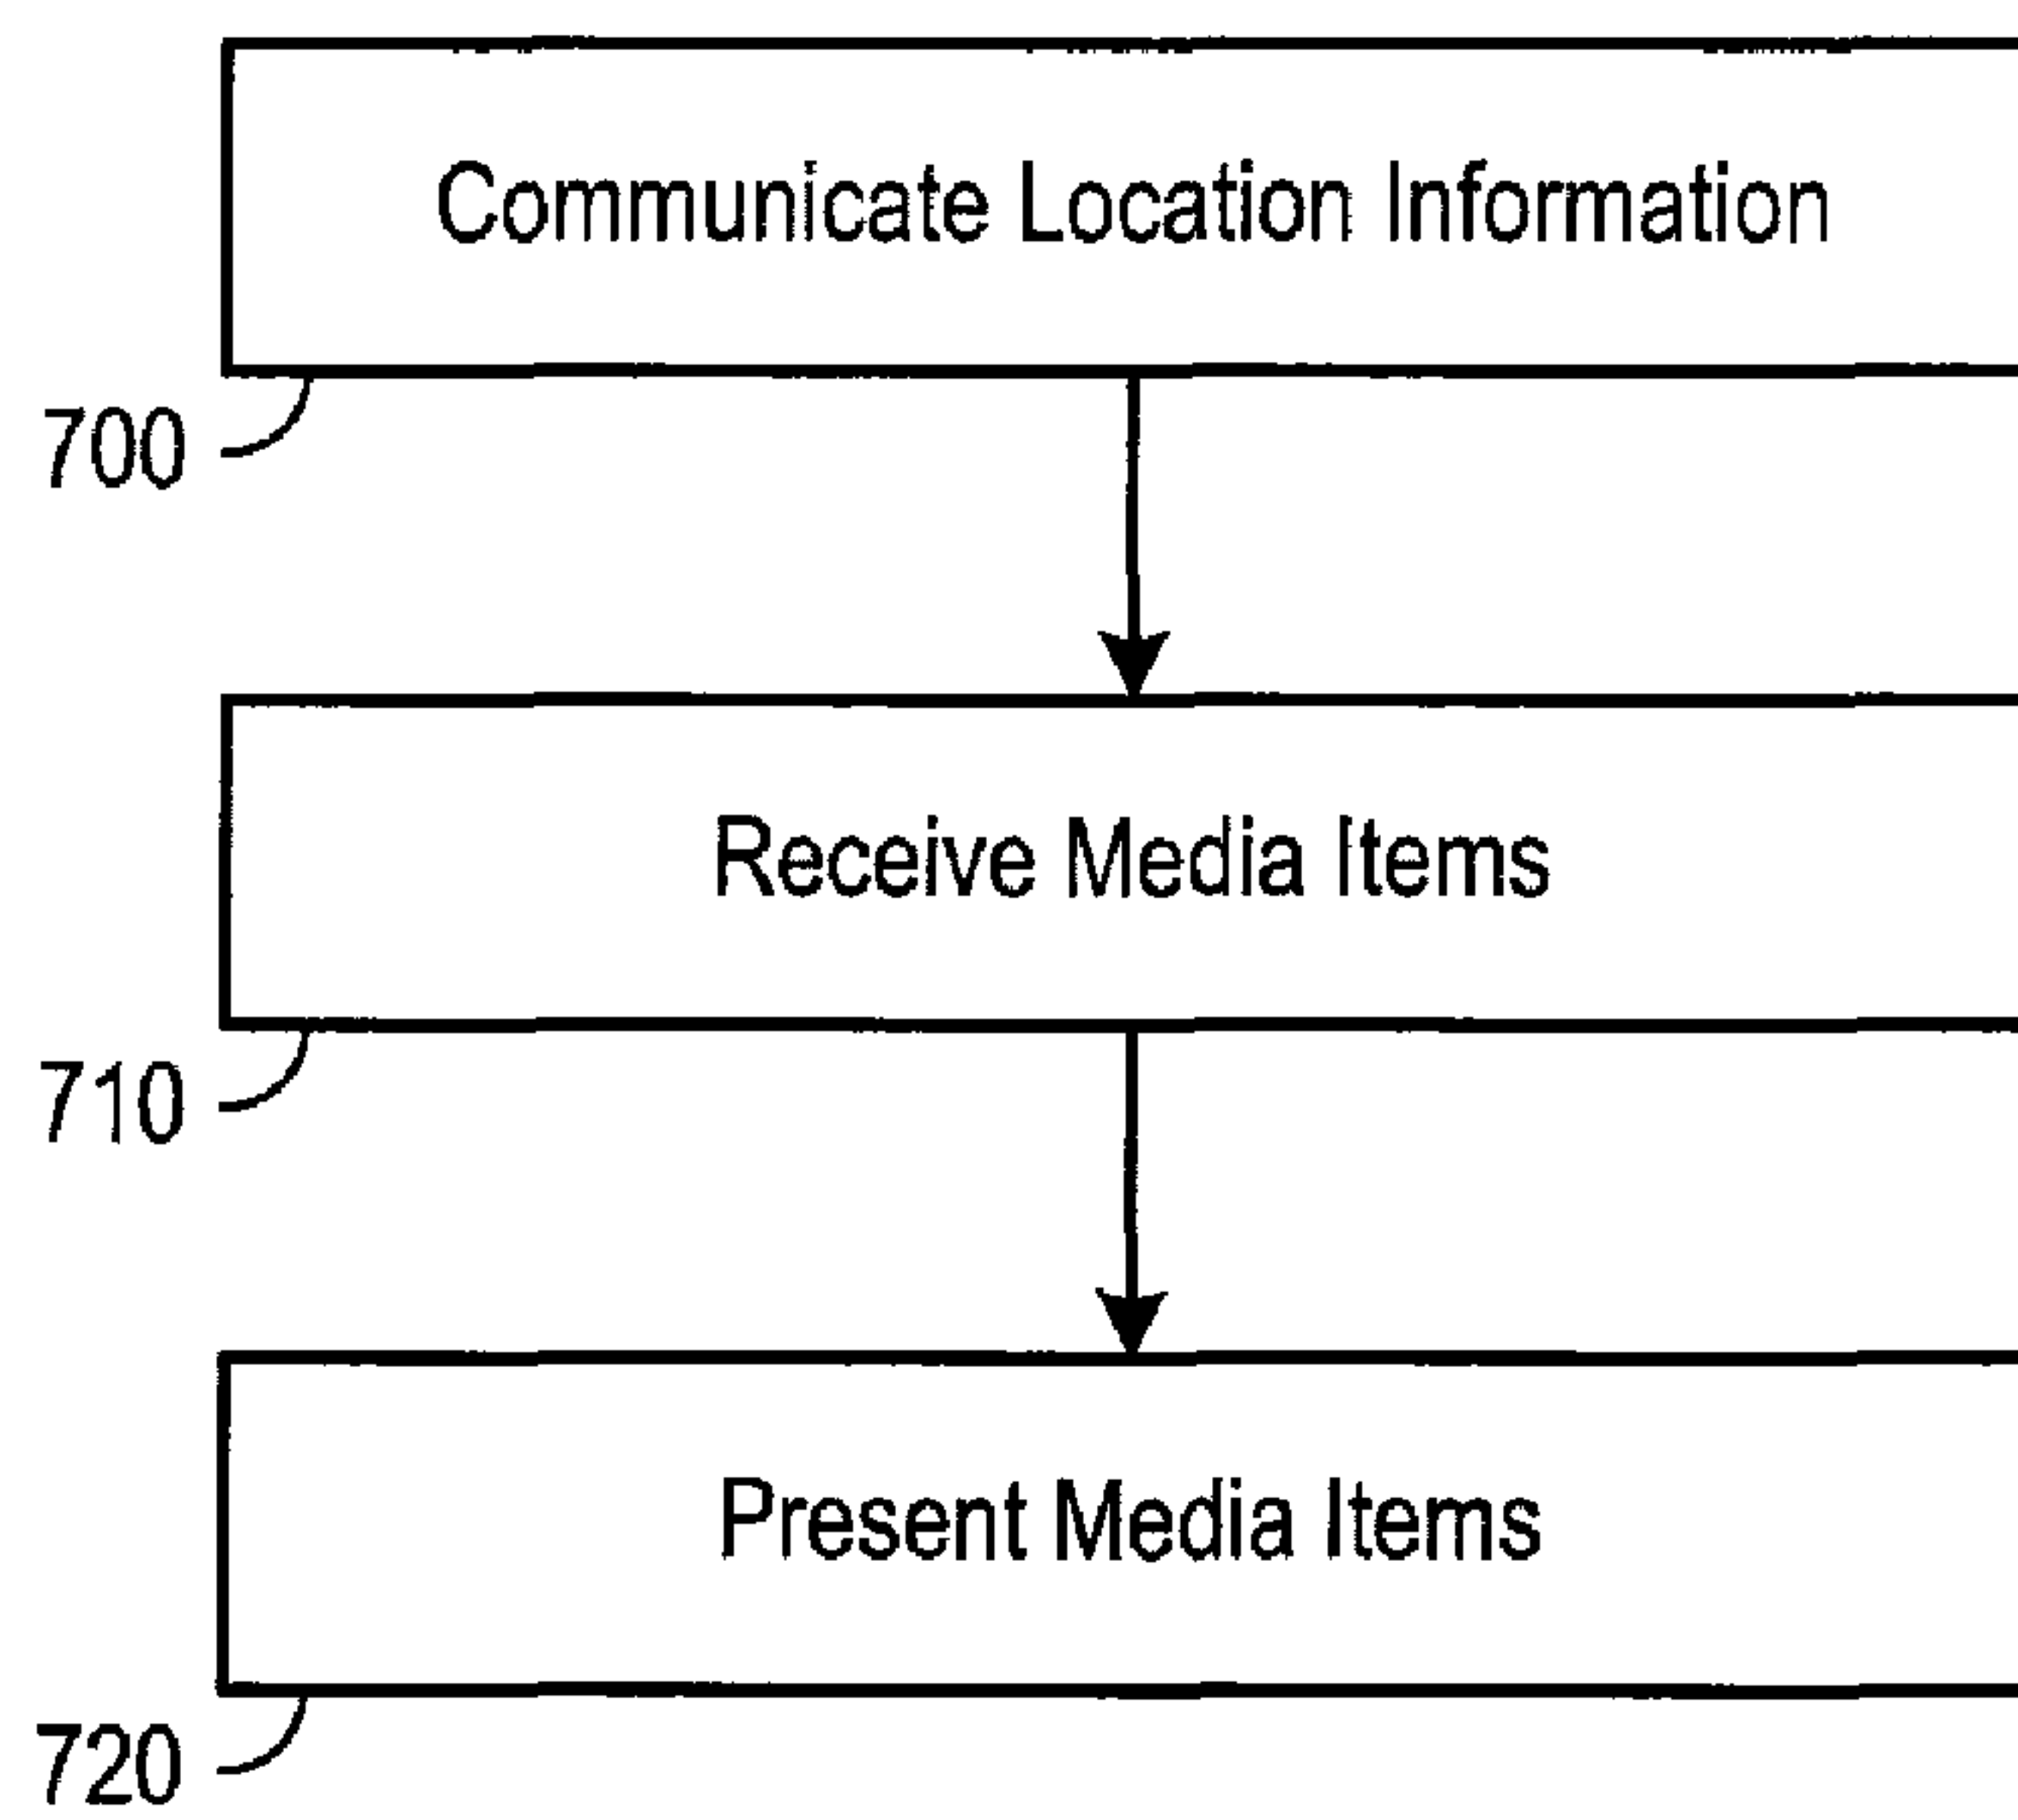 Communicate Location Information
700
Receive Media Items
710
Present Media Items
720